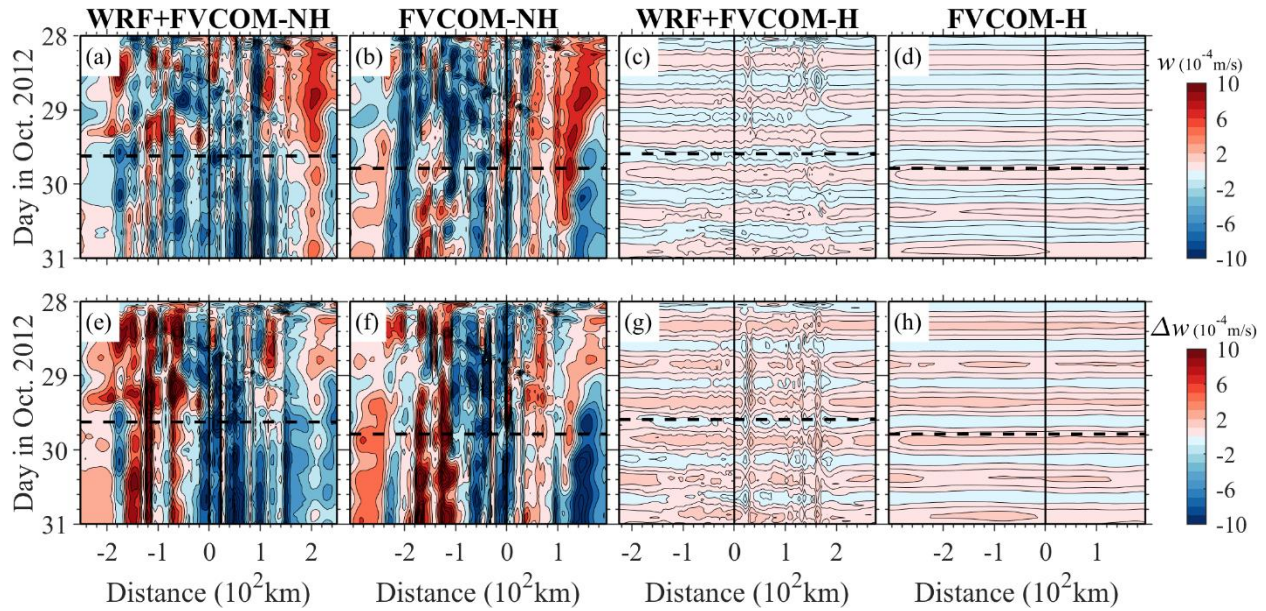 WRF+FVCOM-NH FVCOM-NH WRF+FVCOM-H FVCOM-H
28 (a) (b) (c) (d) w (10⁻⁴m/s)
29
30
31
Day in Oct. 2012
10
6
2
-2
-6
-10
28 (e) (f) (g) (h) Δw (10⁻⁴m/s)
29
30
31
Day in Oct. 2012
10
6
2
-2
-6
-10
-2 -1 0 1 2 -2 -1 0 1 -2 -1 0 1 2 -2 -1 0 1
Distance (10²km) Distance (10²km) Distance (10²km) Distance (10²km)